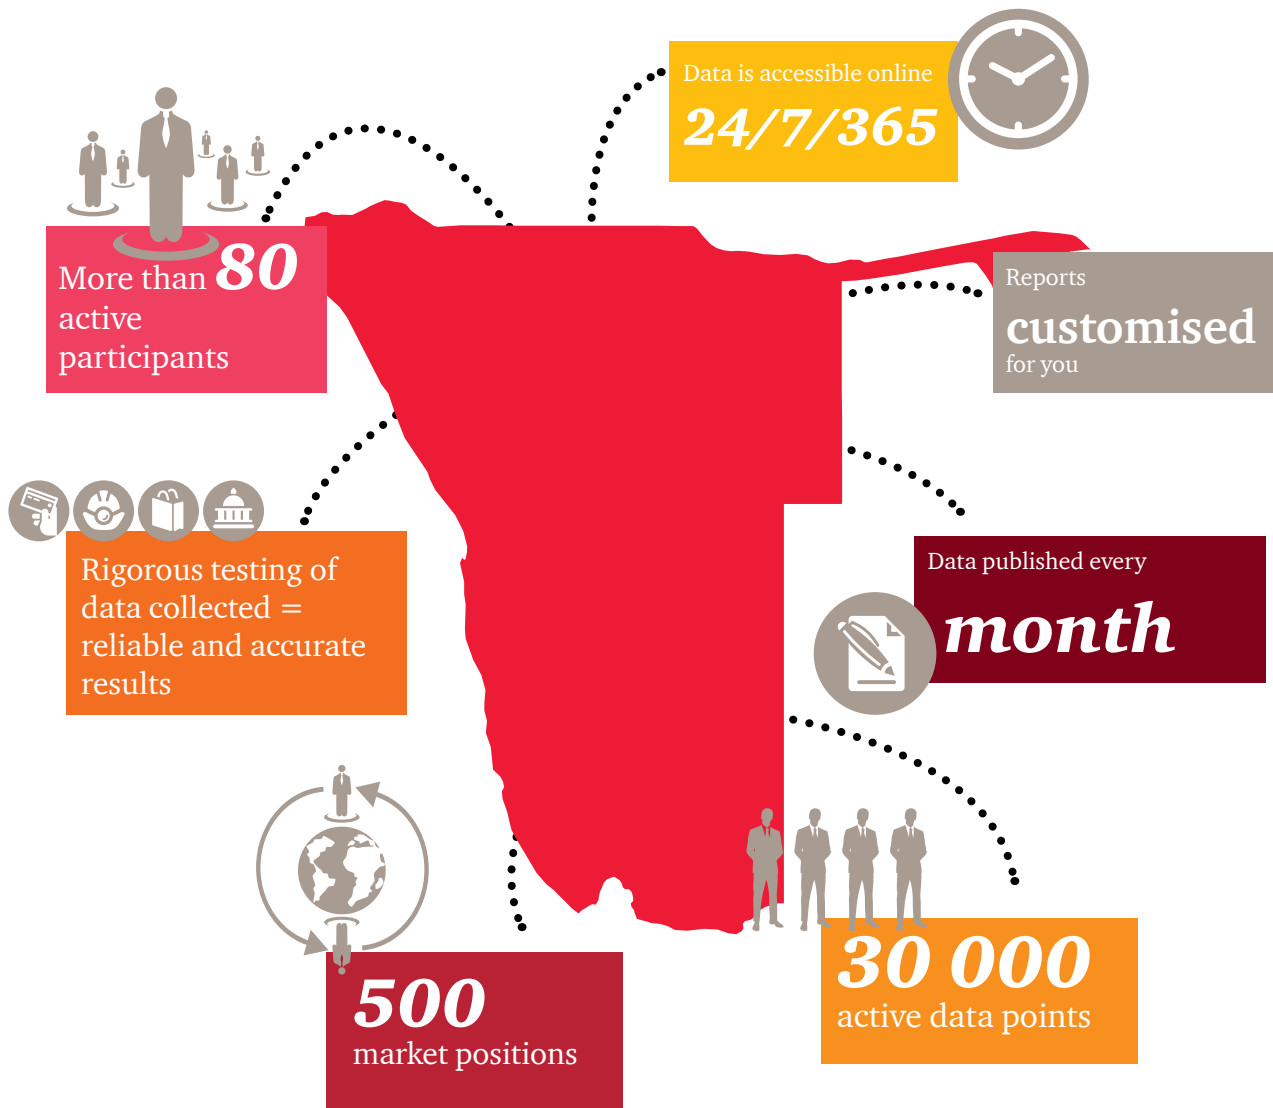 Data is accessible online
24/7/365
More than 80
active
participants
Reports
customised
for you
Rigorous testing of
data collected =
reliable and accurate
results
Data published every
month
500
market positions
30 000
active data points